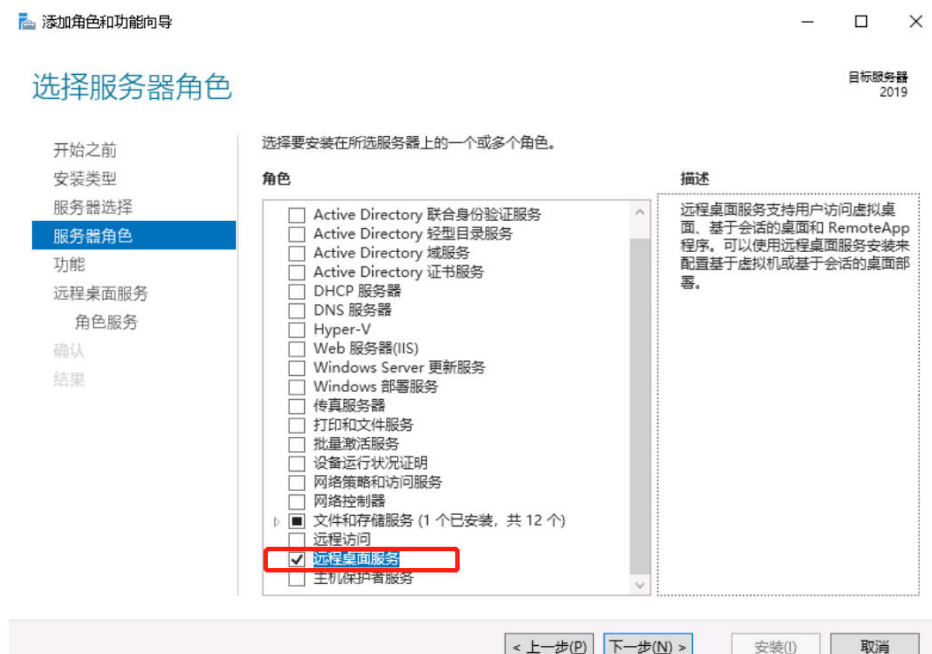 添加角色和功能向导
选择服务器角色
目标服务器
2019
开始之前
安装类型
服务器选择
服务器角色
功能
远程桌面服务
角色服务
确认
结果
选择要安装在所选服务器上的一个或多个角色。
角色
Active Directory 联合身份验证服务
Active Directory 轻型目录服务
Active Directory 域服务
Active Directory 证书服务
DHCP 服务器
DNS 服务器
Hyper-V
Web 服务器(IIS)
Windows Server 更新服务
Windows 部署服务
传真服务器
打印和文件服务
批量激活服务
设备运行状况证明
网络策略和访问服务
网络控制器
文件和存储服务 (1 个已安装，共 12 个)
远程访问
远程桌面服务
主机保护者服务
描述
远程桌面服务支持用户访问虚拟桌
面、基于会话的桌面和 RemoteApp
程序。可以使用远程桌面服务安装来
配置基于虚拟机或基于会话的桌面部
署。
< 上一步(P)
下一步(N) >
安装(I)
取消